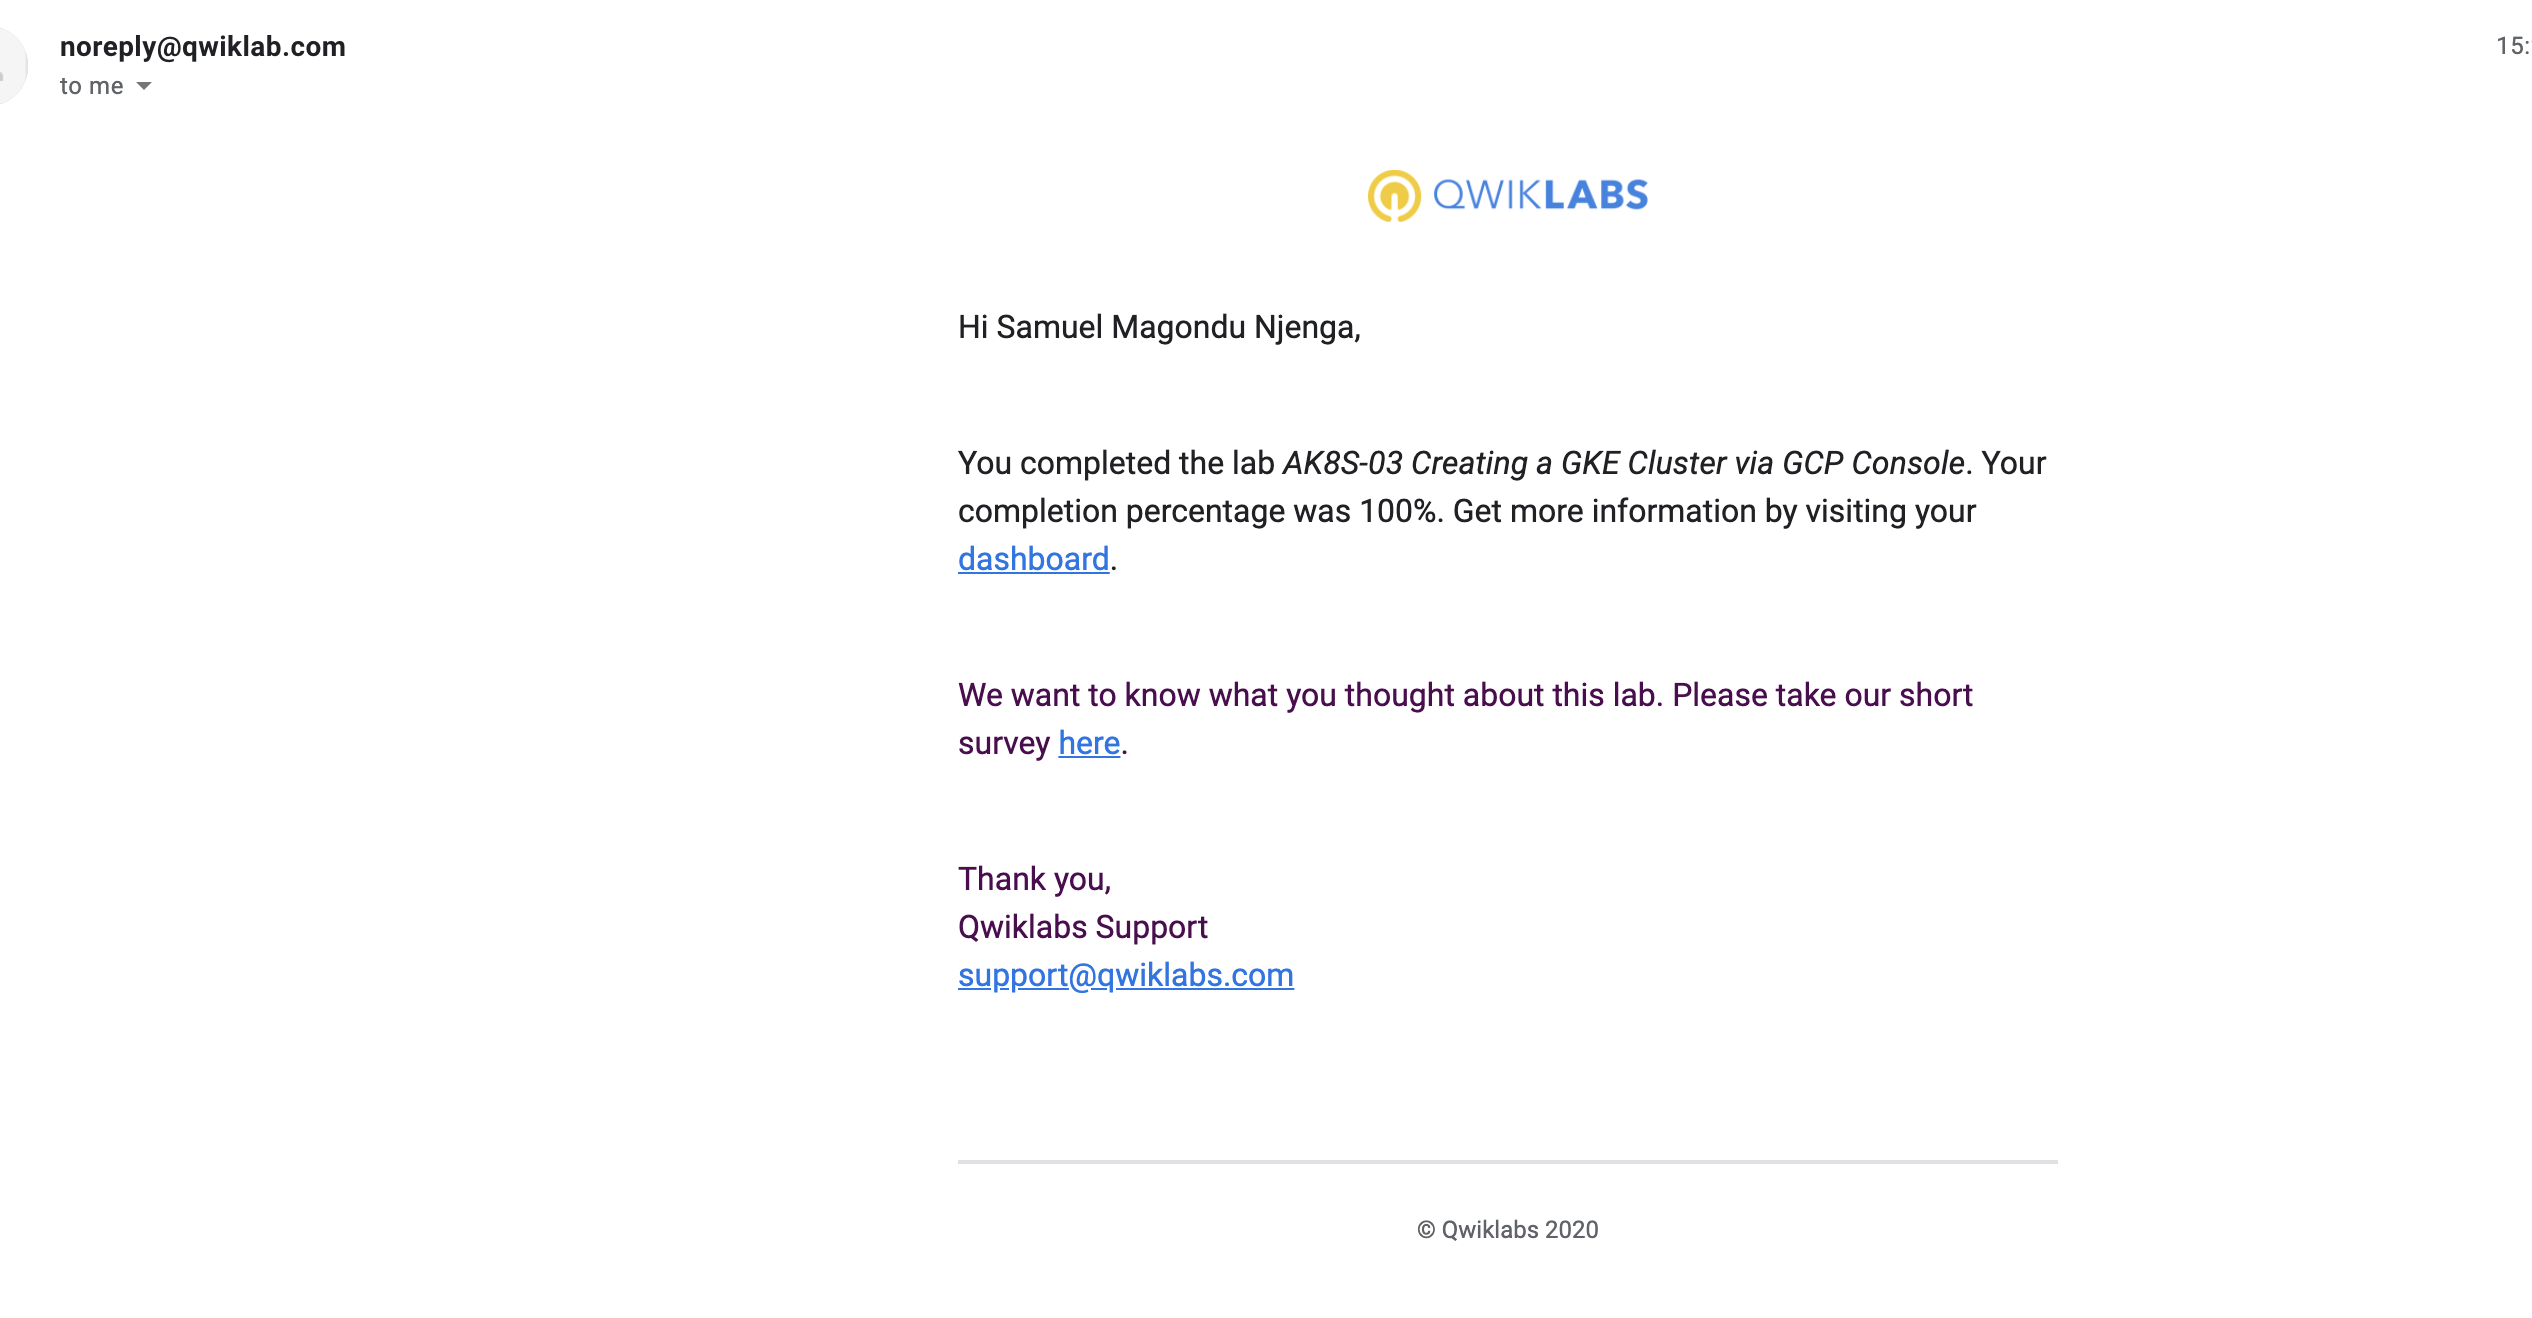 noreply@qwiklab.com
15:
to me
QWIKLABS
Hi Samuel Magondu Njenga,
You completed the lab AK8S-03 Creating a GKE Cluster via GCP Console. Your
completion percentage was 100%. Get more information by visiting your
dashboard.
We want to know what you thought about this lab. Please take our short
survey here.
Thank you,
Qwiklabs Support
support@qwiklabs.com
© Qwiklabs 2020